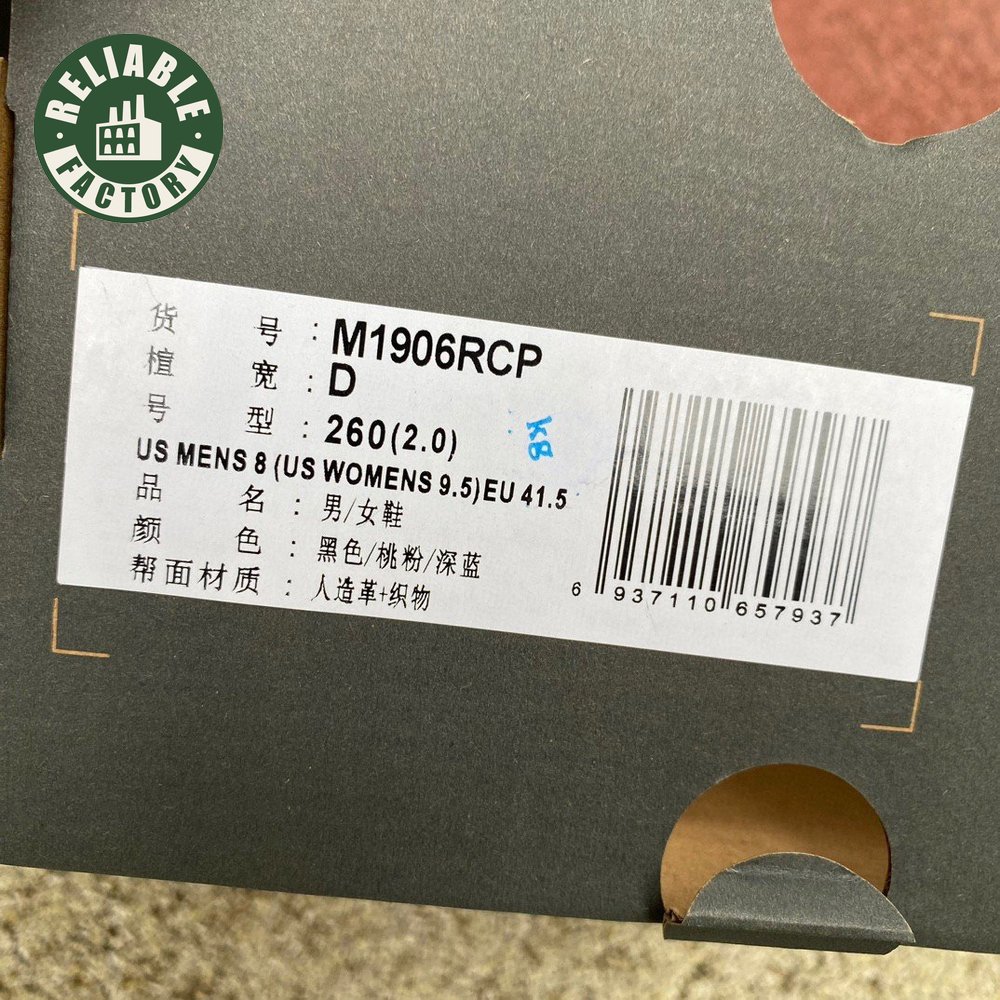 RELIABLE
FACTORY
货 号 : M1906RCP
楦 宽 : D
号 型 : 260(2.0)
K8
US MENS 8 (US WOMENS 9.5)EU 41.5
品 名 : 男/女鞋
颜 色 : 黑色/桃粉/深蓝
帮面材质 : 人造革+织物
6 937110 657937